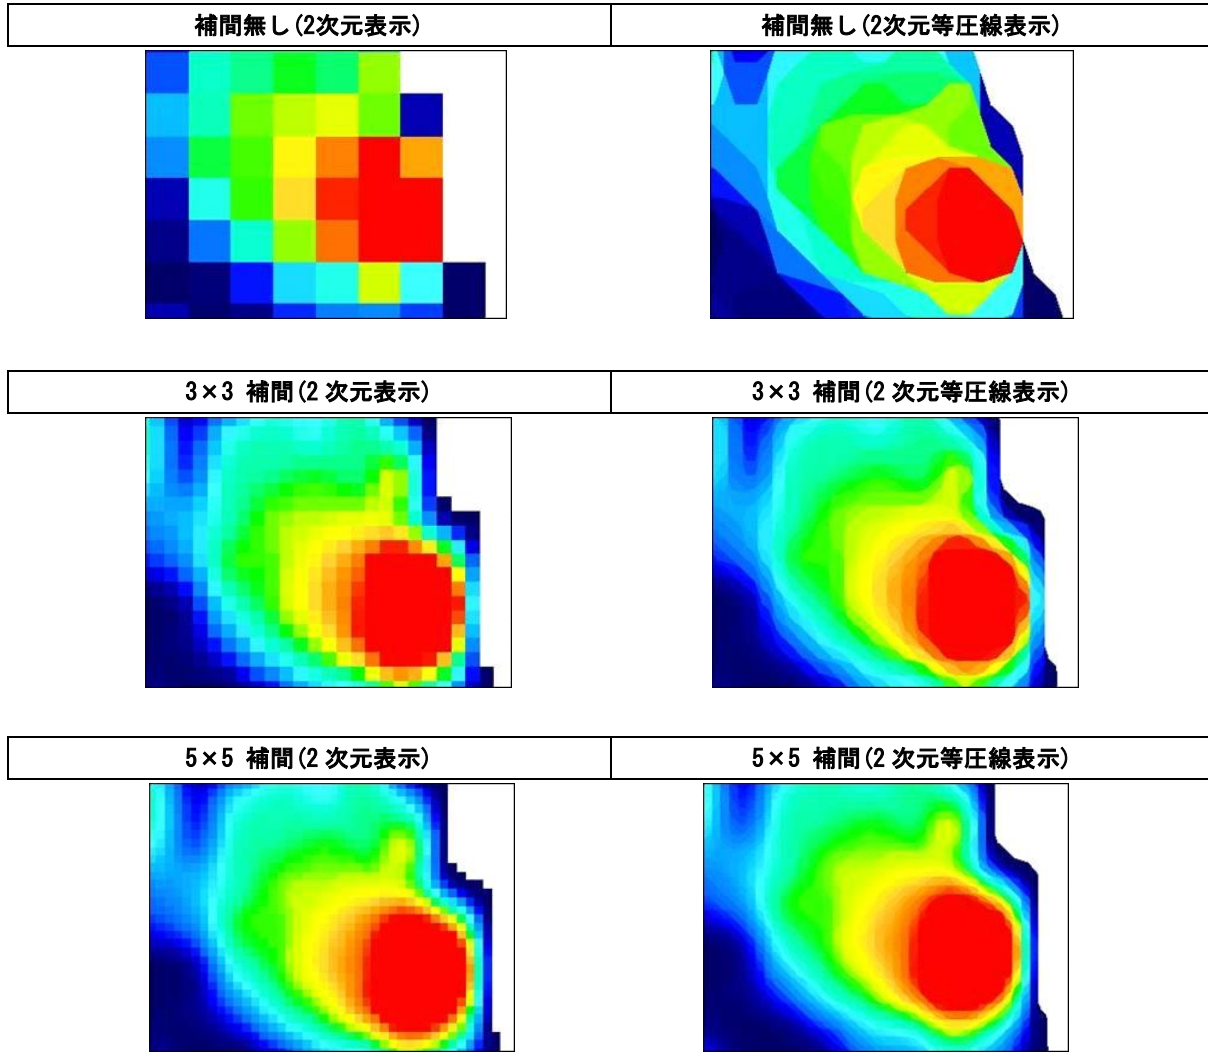 補間無し(2次元表示)
補間無し(2次元等圧線表示)
3×3 補間(2 次元表示)
3×3 補間(2 次元等圧線表示)
5×5 補間(2 次元表示)
5×5 補間(2 次元等圧線表示)